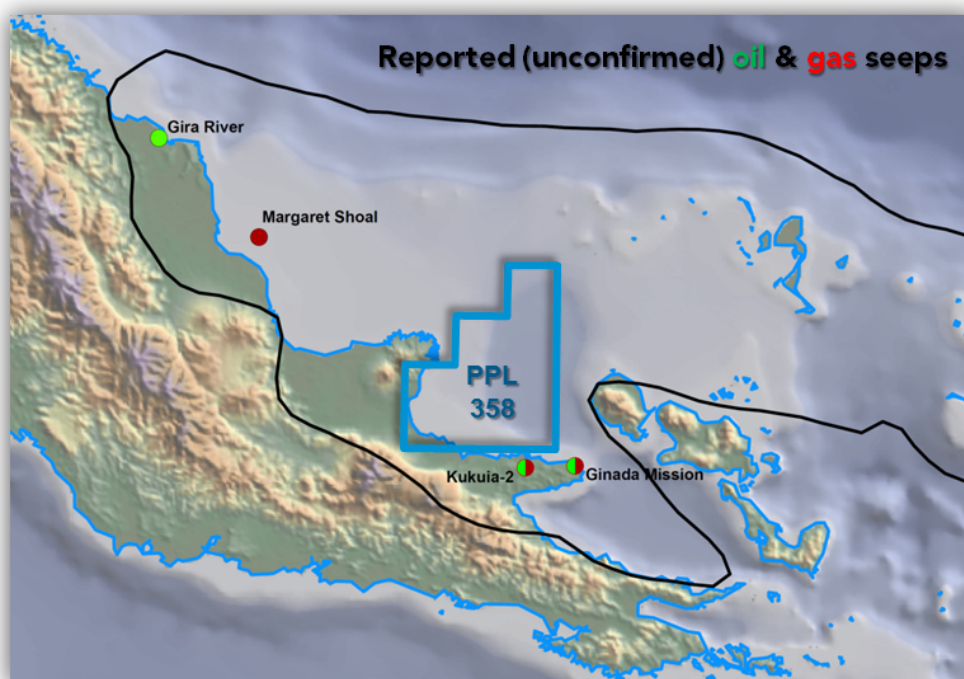 Reported (unconfirmed) oil & gas seeps
Gira River
Margaret Shoal
PPL
358
Kukuia-2
Ginada Mission